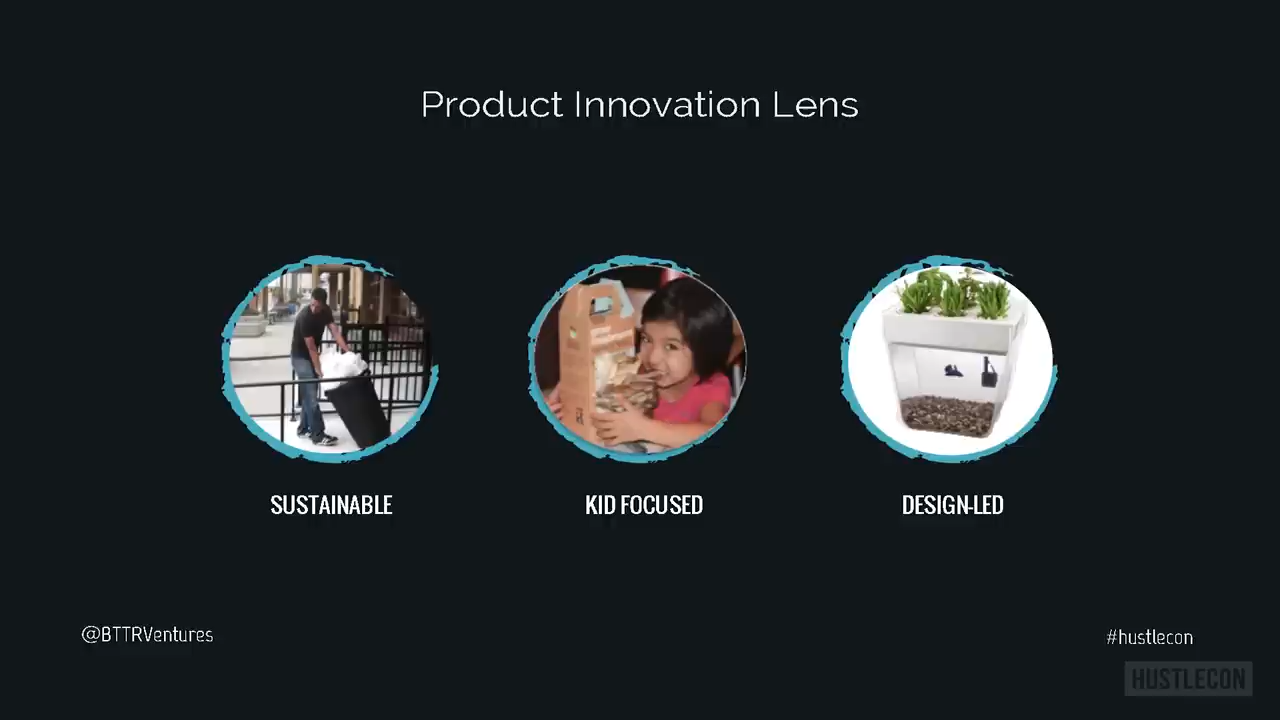 Product Innovation Lens
SUSTAINABLE
KID FOCUSED
DESIGN-LED
@BTTRVentures
#hustlecon
HUSTLECON